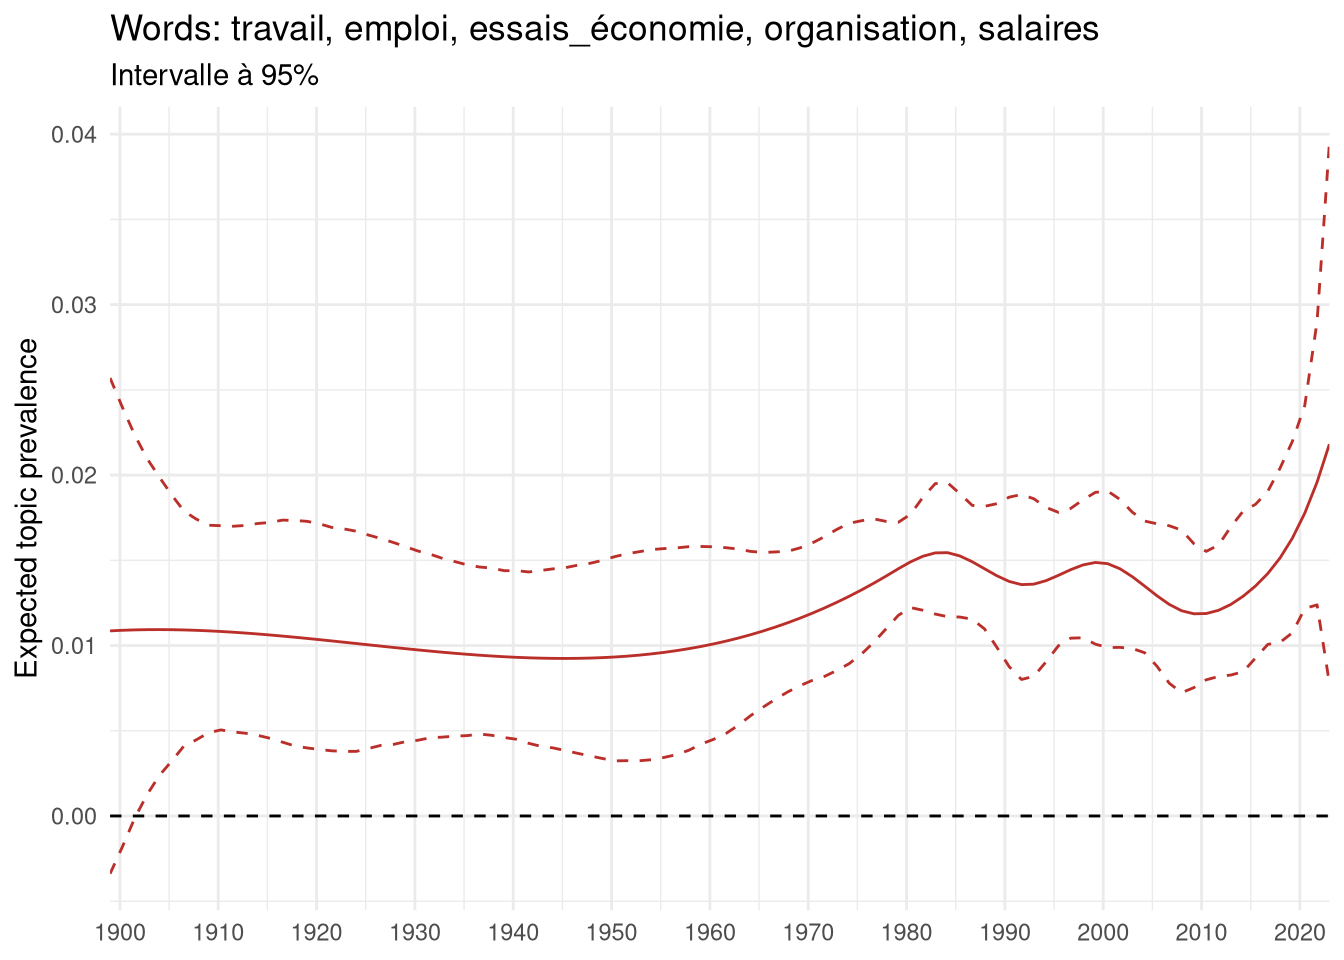 Words: travail, emploi, essais_économie, organisation, salaires
Intervalle à 95%
Expected topic prevalence
0.04
0.03
0.02
0.01
0.00
1900 1910 1920 1930 1940 1950 1960 1970 1980 1990 2000 2010 2020